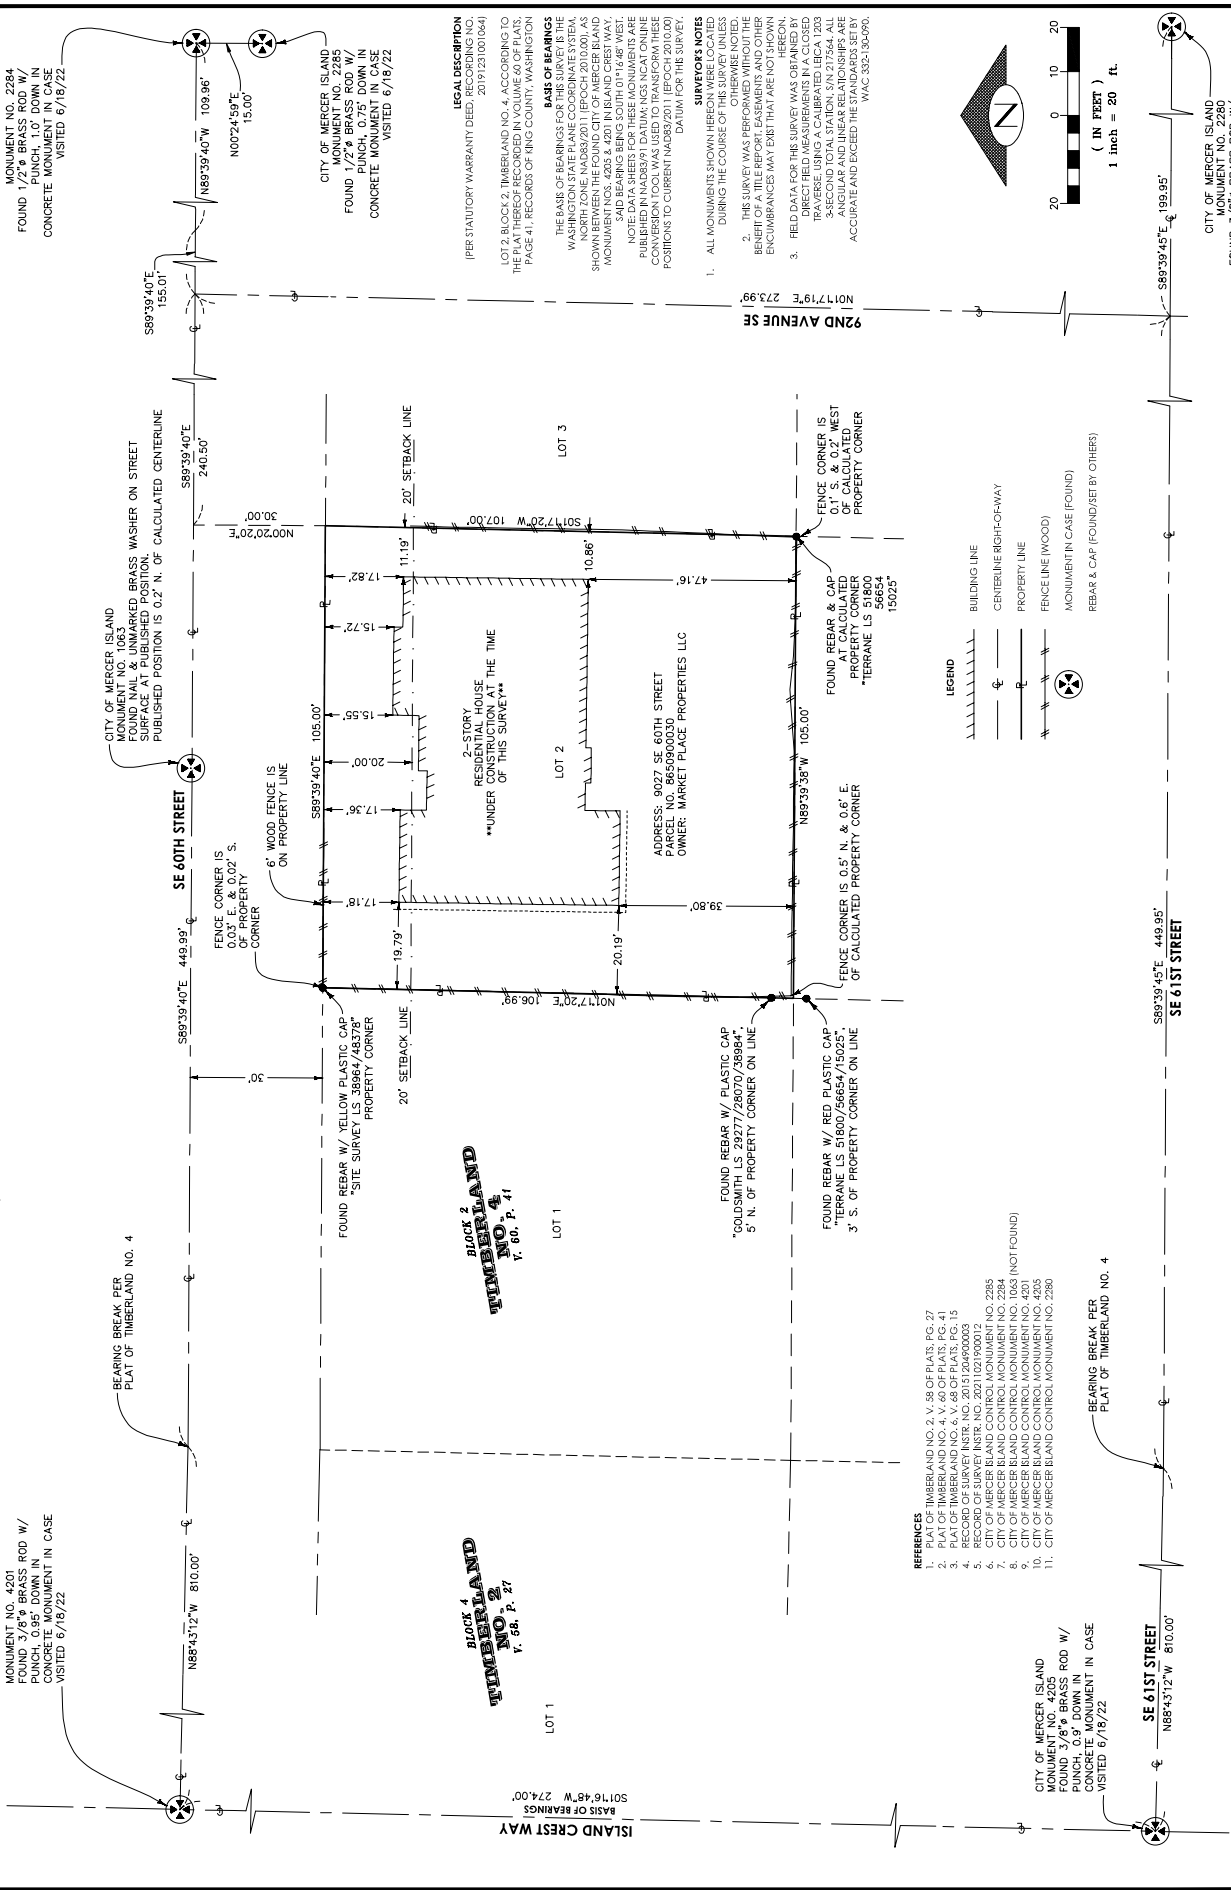 MONUMENT NO. 4201
FOUND 3/8"ø BRASS ROD W/
PUNCH, 0.95' DOWN IN
CONCRETE MONUMENT IN CASE
VISITED 6/18/22
N88°43'12"W 810.00'
BEARING BREAK PER
PLAT OF TIMBERLAND NO. 4
S89°39'40"E 449.99'
SE 60TH STREET
30'
CITY OF MERCER ISLAND
MONUMENT NO. 1063
FOUND NAIL & UNMARKED BRASS WASHER ON STREET
SURFACE AT PUBLISHED POSITION.
PUBLISHED POSITION IS 0.2' N. OF CALCULATED CENTERLINE
S89°39'40"E
240.50'
N00°20'20"E
30.00'
S89°39'40"E
155.01'
N89°39'40"W 109.96'
N00°24'59"E
15.00'
MONUMENT NO. 2284
FOUND 1/2"ø BRASS ROD W/
PUNCH, 1.0' DOWN IN
CONCRETE MONUMENT IN CASE
VISITED 6/18/22
CITY OF MERCER ISLAND
MONUMENT NO. 2285
FOUND 1/2"ø BRASS ROD W/
PUNCH, 0.75' DOWN IN
CONCRETE MONUMENT IN CASE
VISITED 6/18/22
FENCE CORNER IS
0.03' E. & 0.02' S.
OF PROPERTY
CORNER
6' WOOD FENCE IS
ON PROPERTY LINE
FOUND REBAR W/ YELLOW PLASTIC CAP
"SITE SURVEY LS 38964/48378"
PROPERTY CORNER
20' SETBACK LINE
S89°39'40"E 105.00'
17.18'
17.36'
20.00'
15.55'
15.72'
17.82'
19.79'
11.19'
20' SETBACK LINE
2-STORY
RESIDENTIAL HOUSE
**UNDER CONSTRUCTION AT THE TIME
OF THIS SURVEY**
LOT 2
LOT 3
20.19'
10.86'
39.80'
47.16'
N01°17'20"E 106.99'
S01°17'20"W 107.00'
ADDRESS: 9027 SE 60TH STREET
PARCEL NO. 8650900030
OWNER: MARKET PLACE PROPERTIES LLC
N89°39'38"W 105.00'
FOUND REBAR W/ PLASTIC CAP
"GOLDSMITH LS 29277/28070/38984",
5' N. OF PROPERTY CORNER ON LINE
FOUND REBAR W/ RED PLASTIC CAP
"TERRANE LS 51800/56654/15025",
3' S. OF PROPERTY CORNER ON LINE
FENCE CORNER IS 0.5' N. & 0.6' E.
OF CALCULATED PROPERTY CORNER
FOUND REBAR & CAP
AT CALCULATED
PROPERTY CORNER
"TERRANE LS 51800
56654
15025"
FENCE CORNER IS
0.1' S. & 0.2' WEST
OF CALCULATED
PROPERTY CORNER
BLOCK 2
TIMBERLAND
NO. 4
V. 60, P. 41
LOT 1
BLOCK 4
TIMBERLAND
NO. 2
V. 58, P. 27
LOT 1
ISLAND CREST WAY
BASIS OF BEARINGS
S01°16'48"W 274.00'
92ND AVENUE SE
N01°17'19"E 273.99'
LEGAL DESCRIPTION
(PER STATUTORY WARRANTY DEED, RECORDING NO.
20191231001064)
LOT 2, BLOCK 2, TIMBERLAND NO. 4, ACCORDING TO
THE PLAT THEREOF RECORDED IN VOLUME 60 OF PLATS,
PAGE 41, RECORDS OF KING COUNTY, WASHINGTON
BASIS OF BEARINGS
THE BASIS OF BEARINGS FOR THIS SURVEY IS THE
WASHINGTON STATE PLANE COORDINATE SYSTEM,
NORTH ZONE, NAD83/2011 (EPOCH 2010.00), AS
SHOWN BETWEEN THE FOUND CITY OF MERCER ISLAND
MONUMENT NOS. 4205 & 4201 IN ISLAND CREST WAY,
SAID BEARING BEING SOUTH 01°16'48" WEST.
NOTE: DATA SHEETS FOR THESE MONUMENTS ARE
PUBLISHED IN NAD83/91 DATUM; NGS NCAT ONLINE
CONVERSION TOOL WAS USED TO TRANSFORM THESE
POSITIONS TO CURRENT NAD83/2011 (EPOCH 2010.00)
DATUM FOR THIS SURVEY.
SURVEYOR'S NOTES
1. ALL MONUMENTS SHOWN HEREON WERE LOCATED
DURING THE COURSE OF THIS SURVEY UNLESS
OTHERWISE NOTED.
2. THIS SURVEY WAS PERFORMED WITHOUT THE
BENEFIT OF A TITLE REPORT. EASEMENTS AND OTHER
ENCUMBRANCES MAY EXIST THAT ARE NOT SHOWN
HEREON.
3. FIELD DATA FOR THIS SURVEY WAS OBTAINED BY
DIRECT FIELD MEASUREMENTS IN A CLOSED
TRAVERSE, USING A CALIBRATED LEICA 1203
3-SECOND TOTAL STATION, S/N 217564. ALL
ANGULAR AND LINEAR RELATIONSHIPS ARE
ACCURATE AND EXCEED THE STANDARDS SET BY
WAC 332-130-090.
N
20 0 10 20
( IN FEET )
1 inch = 20 ft.
LEGEND
BUILDING LINE
CENTERLINE RIGHT-OF-WAY
PROPERTY LINE
FENCE LINE (WOOD)
MONUMENT IN CASE (FOUND)
REBAR & CAP (FOUND/SET BY OTHERS)
REFERENCES
1. PLAT OF TIMBERLAND NO. 2, V. 58 OF PLATS, PG. 27
2. PLAT OF TIMBERLAND NO. 4, V. 60 OF PLATS, PG. 41
3. PLAT OF TIMBERLAND NO. 6, V. 68 OF PLATS, PG. 15
4. RECORD OF SURVEY INSTR. NO. 20151204900003
5. RECORD OF SURVEY INSTR. NO. 20211021900012
6. CITY OF MERCER ISLAND CONTROL MONUMENT NO. 2285
7. CITY OF MERCER ISLAND CONTROL MONUMENT NO. 2284
8. CITY OF MERCER ISLAND CONTROL MONUMENT NO. 1063 (NOT FOUND)
9. CITY OF MERCER ISLAND CONTROL MONUMENT NO. 4201
10. CITY OF MERCER ISLAND CONTROL MONUMENT NO. 4205
11. CITY OF MERCER ISLAND CONTROL MONUMENT NO. 2280
CITY OF MERCER ISLAND
MONUMENT NO. 4205
FOUND 3/8"ø BRASS ROD W/
PUNCH, 0.9' DOWN IN
CONCRETE MONUMENT IN CASE
VISITED 6/18/22
SE 61ST STREET
N88°43'12"W 810.00'
BEARING BREAK PER
PLAT OF TIMBERLAND NO. 4
S89°39'45"E 449.95'
SE 61ST STREET
S89°39'45"E 199.95'
CITY OF MERCER ISLAND
MONUMENT NO. 2280